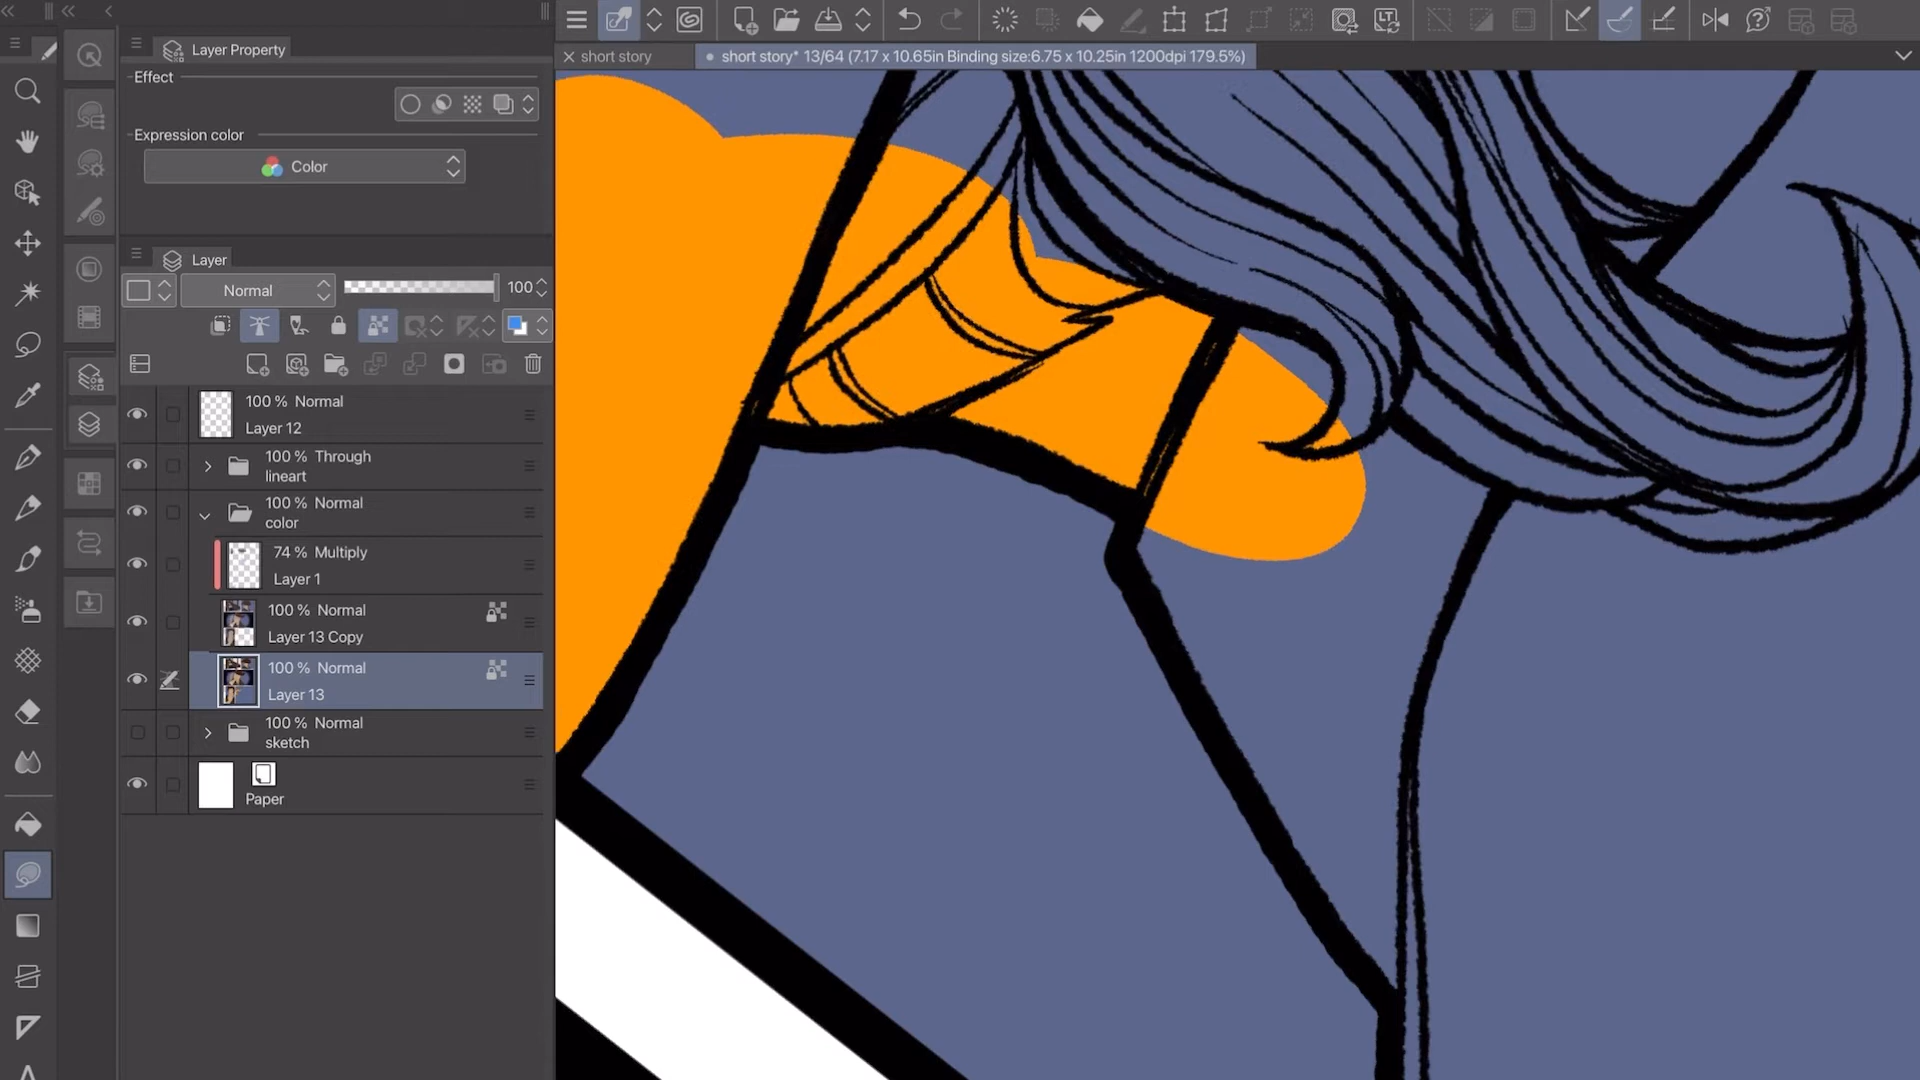 short story
short story* 13/64 (7.17 x 10.65in Binding size:6.75 x 10.25in 1200dpi 179.5%)
Layer Property
Effect
Expression color
Color
Layer
Normal
100
100 % Normal
Layer 12
100 % Through
lineart
100 % Normal
color
74 % Multiply
Layer 1
100 % Normal
Layer 13 Copy
100 % Normal
Layer 13
100 % Normal
sketch
Paper